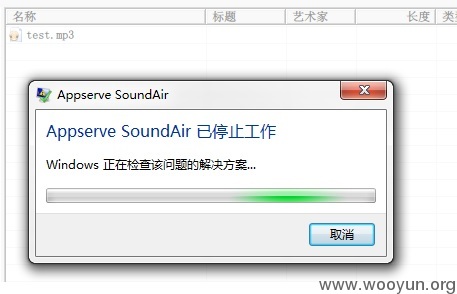 名称 标题 艺术家 长度 类
test.mp3
Appserve SoundAir
Appserve SoundAir 已停止工作
Windows 正在检查该问题的解决方案...
取消
www.wooyun.org